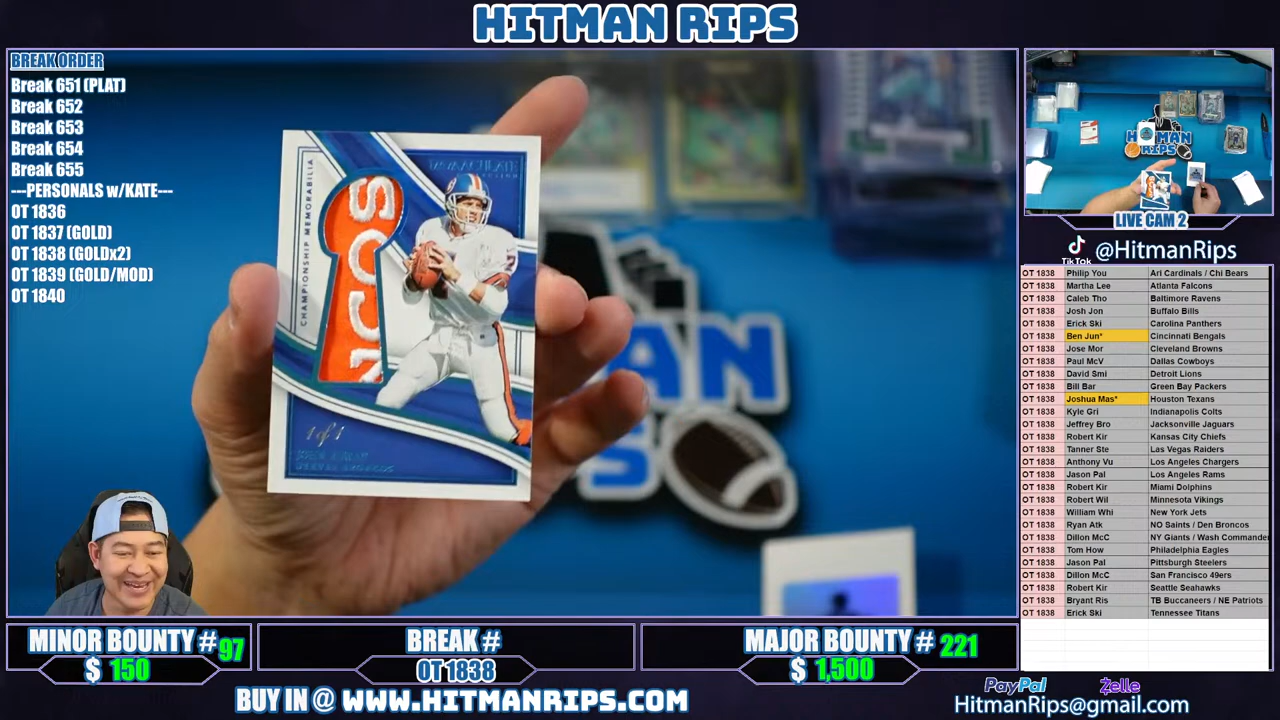 HITMAN RIPS
BREAK ORDER
Break 651 (PLAT)
Break 652
Break 653
Break 654
Break 655
---PERSONALS w/KATE---
OT 1836
OT 1837 (GOLD)
OT 1838 (GOLDx2)
OT 1839 (GOLD/MOD)
OT 1840
CHAMPIONSHIP MEMORABILIA
IMMACULATE
NCOS
1 of 1
JOHN ELWAY
DENVER BRONCOS
HITMAN
RIPS
LIVE CAM 2
TikTok @HitmanRips
OT 1838 Philip You Ari Cardinals / Chi Bears
OT 1838 Martha Lee Atlanta Falcons
OT 1838 Caleb Tho Baltimore Ravens
OT 1838 Josh Jon Buffalo Bills
OT 1838 Erick Ski Carolina Panthers
OT 1838 Ben Jun* Cincinnati Bengals
OT 1838 Jose Mor Cleveland Browns
OT 1838 Paul McV Dallas Cowboys
OT 1838 David Smi Detroit Lions
OT 1838 Bill Bar Green Bay Packers
OT 1838 Joshua Mas* Houston Texans
OT 1838 Kyle Gri Indianapolis Colts
OT 1838 Jeffrey Bro Jacksonville Jaguars
OT 1838 Robert Kir Kansas City Chiefs
OT 1838 Tanner Ste Las Vegas Raiders
OT 1838 Anthony Vu Los Angeles Chargers
OT 1838 Jason Pal Los Angeles Rams
OT 1838 Robert Kir Miami Dolphins
OT 1838 Robert Wil Minnesota Vikings
OT 1838 William Whi New York Jets
OT 1838 Ryan Atk NO Saints / Den Broncos
OT 1838 Dillon McC NY Giants / Wash Commander
OT 1838 Tom How Philadelphia Eagles
OT 1838 Jason Pal Pittsburgh Steelers
OT 1838 Dillon McC San Francisco 49ers
OT 1838 Robert Kir Seattle Seahawks
OT 1838 Bryant Ris TB Buccaneers / NE Patriots
OT 1838 Erick Ski Tennessee Titans
MINOR BOUNTY # 97
$ 150
BREAK #
OT 1838
MAJOR BOUNTY # 221
$ 1,500
BUY IN @ WWW.HITMANRIPS.COM
PayPal Zelle
HitmanRips@gmail.com